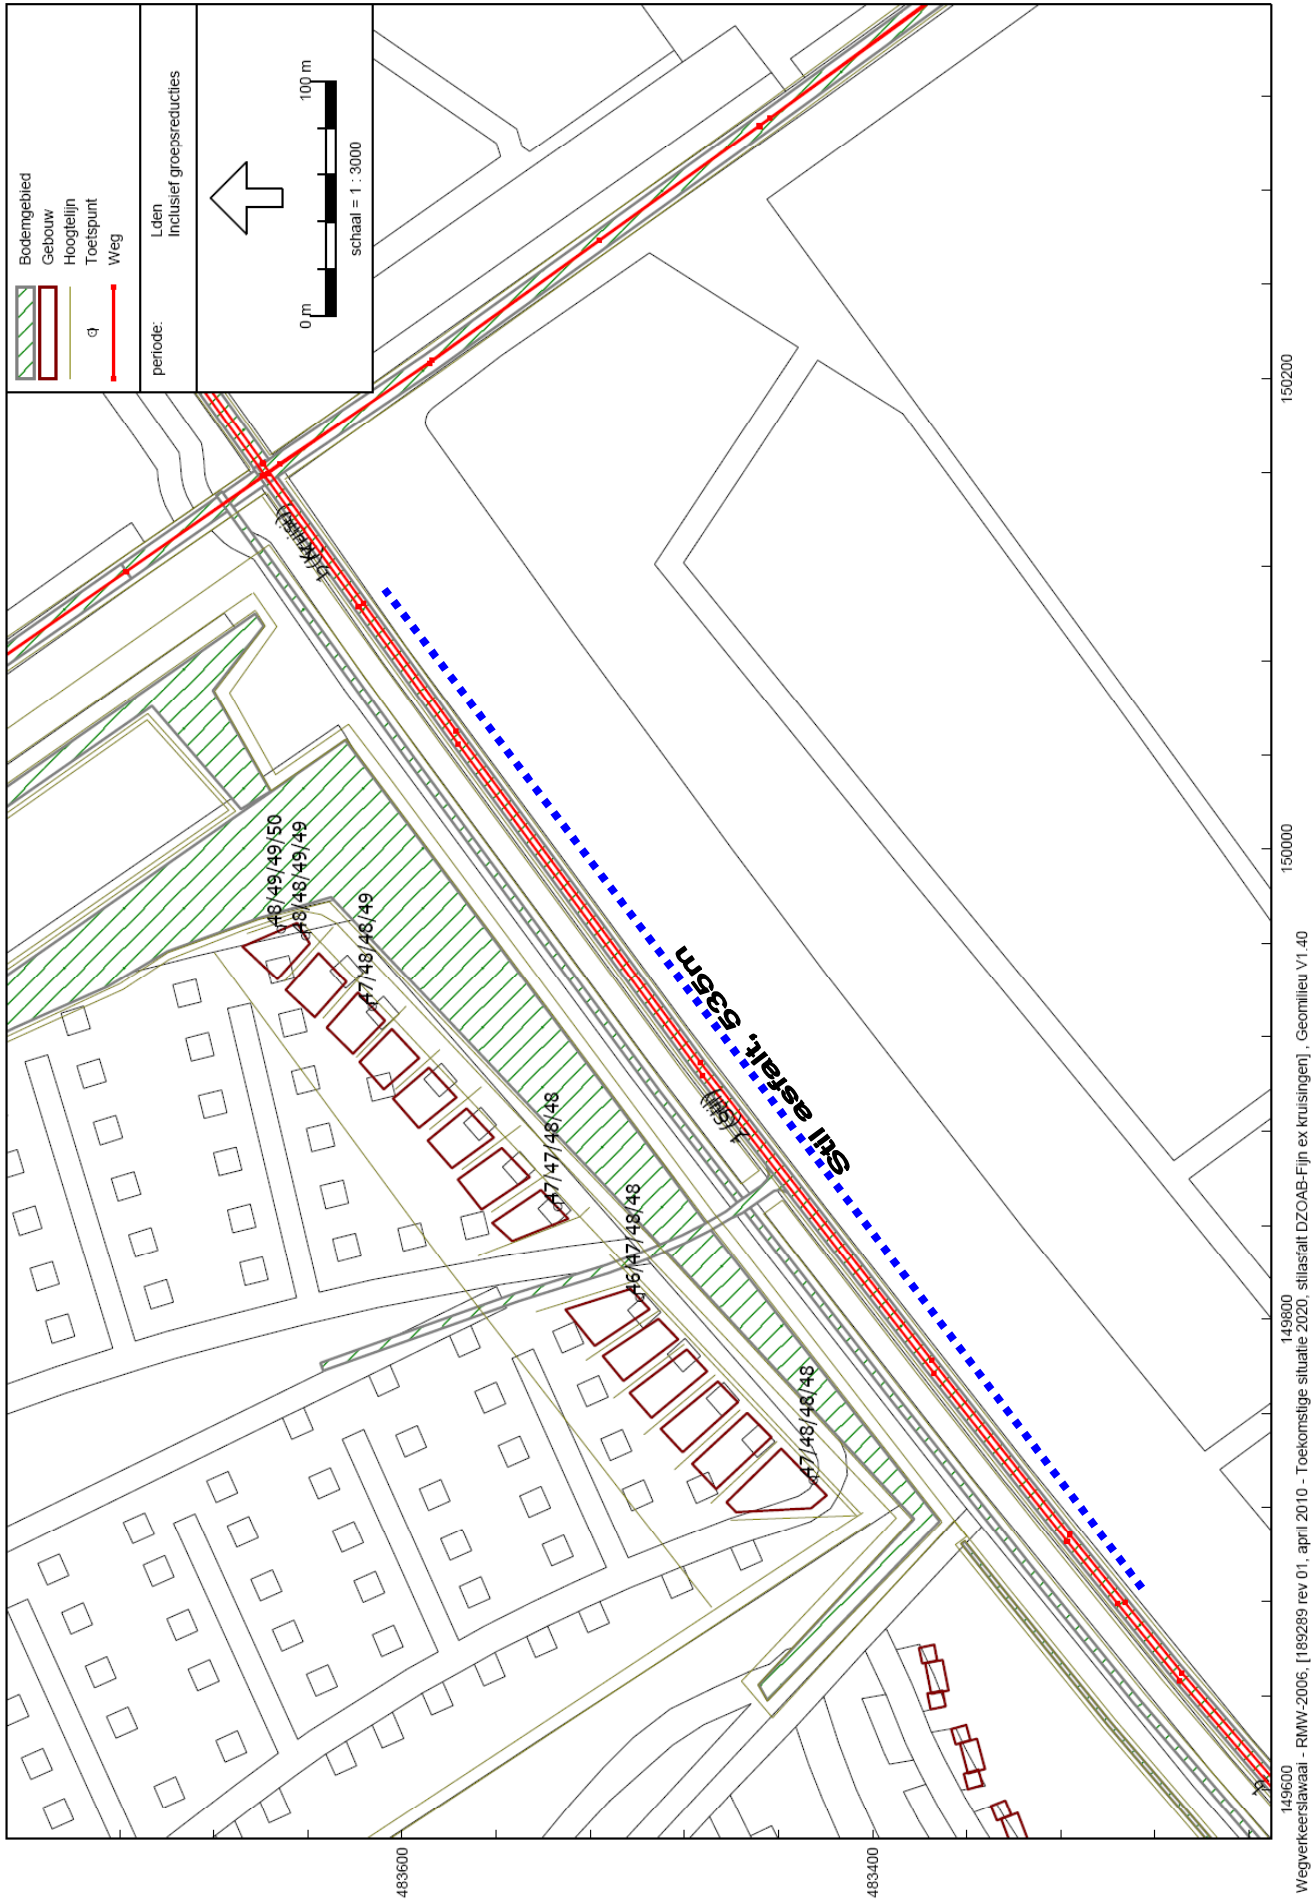 Bodemgebied
Gebouw
Hoogtelijn
Toetspunt
Weg
periode: Lden
Inclusief groepsreducties
0 m 100 m
schaal = 1 : 3000
48/49/49/50
48/48/49/49
47/48/48/49
47/47/48/48
46/47/48/48
47/48/48/48
Stil asfalt, 535m
483600
483400
149600
149800
150000
150200
Wegverkeerslawaai - RMW-2006, [189289 rev 01, april 2010 - Toekomstige situatie 2020, stilasfalt DZOAB-Fijn ex kruisingen] , Geomilieu V1.40